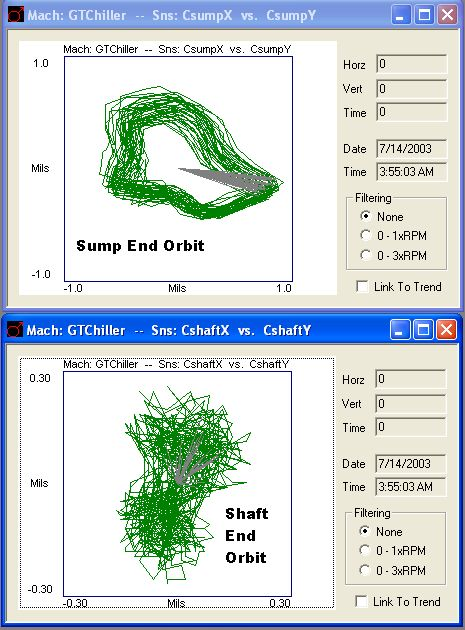 Mach: GTChiller -- Sns: CsumpX vs. CsumpY
Mach: GTChiller -- Sns: CsumpX vs. CsumpY
1.0
Mils
-1.0
Sump End Orbit
-1.0 Mils 1.0
Horz 0
Vert 0
Time 0
Date 7/14/2003
Time 3:55:03 AM
Filtering
None
0 - 1xRPM
0 - 3xRPM
Link To Trend
Mach: GTChiller -- Sns: CshaftX vs. CshaftY
Mach: GTChiller -- Sns: CshaftX vs. CshaftY
0.30
Mils
-0.30
Shaft
End
Orbit
-0.30 Mils 0.30
Horz 0
Vert 0
Time 0
Date 7/14/2003
Time 3:55:03 AM
Filtering
None
0 - 1xRPM
0 - 3xRPM
Link To Trend